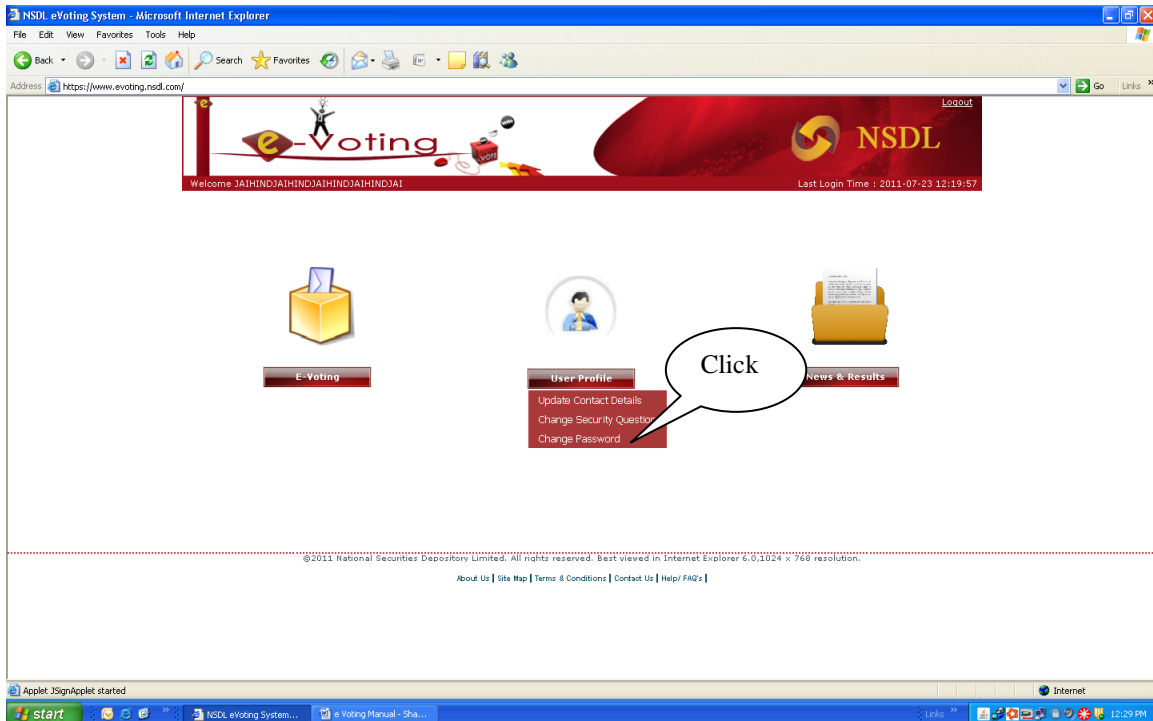 NSDL eVoting System - Microsoft Internet Explorer
File Edit View Favorites Tools Help
Back Search Favorites
Address https://www.evoting.nsdl.com/ Go Links »
Logout
e-Voting
VOTE
NSDL
Welcome JAIHINDJAIHINDJAIHINDJAIHINDJAI Last Login Time : 2011-07-23 12:19:57
Click
E-Voting User Profile News & Results
Update Contact Details
Change Security Question
Change Password
©2011 National Securities Depository Limited. All rights reserved. Best viewed in Internet Explorer 6.0,1024 x 768 resolution.
About Us | Site Map | Terms & Conditions | Contact Us | Help/ FAQ's |
Applet JSignApplet started Internet
start » NSDL eVoting System... e Voting Manual - Sha... Links » 12:29 PM